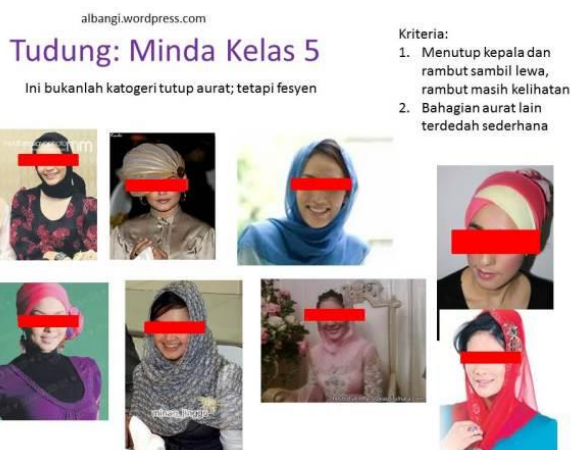 albangi.wordpress.com
Tudung: Minda Kelas 5
Ini bukanlah katogeri tutup aurat; tetapi fesyen
Kriteria:
1. Menutup kepala dan
rambut sambil lewa,
rambut masih kelihatan
2. Bahagian aurat lain
terdedah sederhana